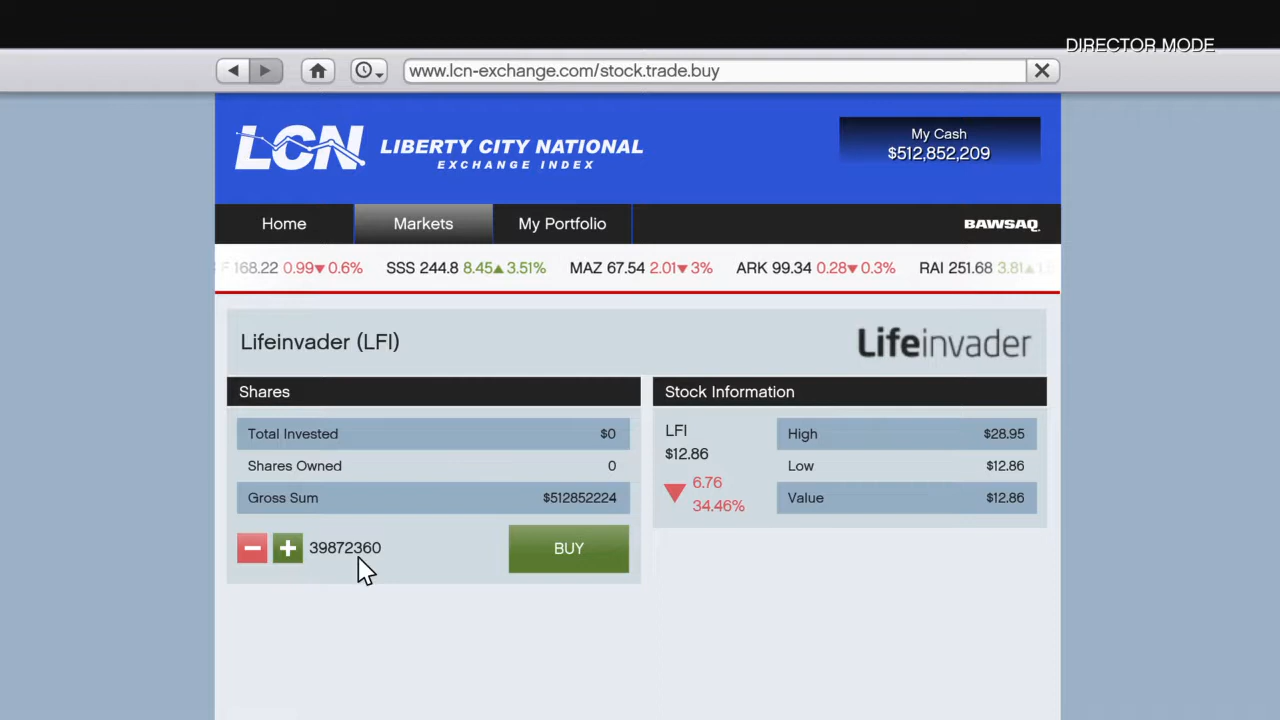 DIRECTOR MODE
www.lcn-exchange.com/stock.trade.buy
LCN LIBERTY CITY NATIONAL
EXCHANGE INDEX
My Cash
$512,852,209
Home Markets My Portfolio BAWSAQ
168.22 0.99▼0.6% SSS 244.8 8.45▲3.51% MAZ 67.54 2.01▼3% ARK 99.34 0.28▼0.3% RAI 251.68 3.81▲
Lifeinvader (LFI) Lifeinvader
Shares
Total Invested $0
Shares Owned 0
Gross Sum $512852224
39872360 BUY
Stock Information
LFI
$12.86
6.76
34.46%
High $28.95
Low $12.86
Value $12.86